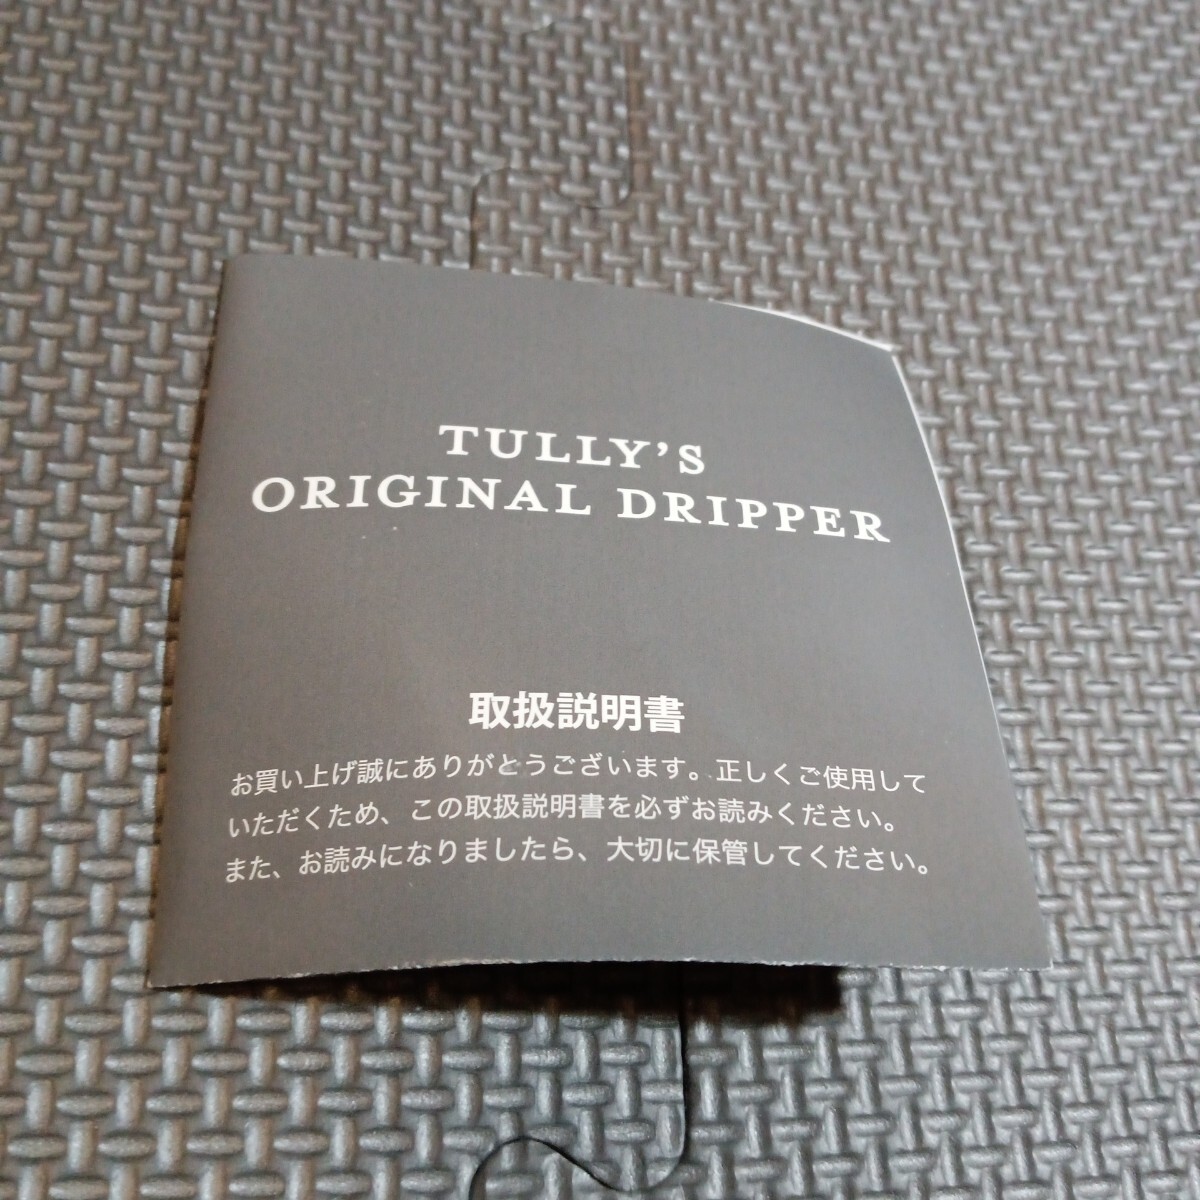 TULLY'S
ORIGINAL DRIPPER
取扱説明書
お買い上げ誠にありがとうございます。正しくご使用して
いただくため、この取扱説明書を必ずお読みください。
また、お読みになりましたら、大切に保管してください。